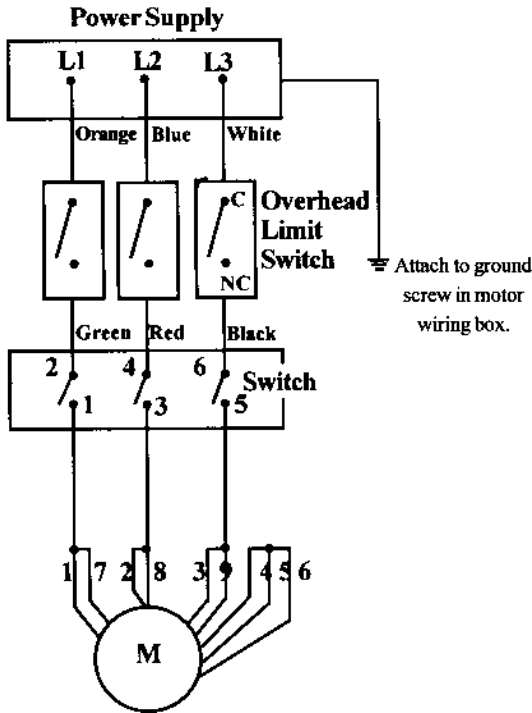 Power Supply
L1 L2 L3
Orange Blue White
C
Overhead
Limit
Switch
NC
Attach to ground
screw in motor
wiring box.
Green Red Black
2 4 6
Switch
1 3 5
1 7 2 8 3 9 4 5 6
M